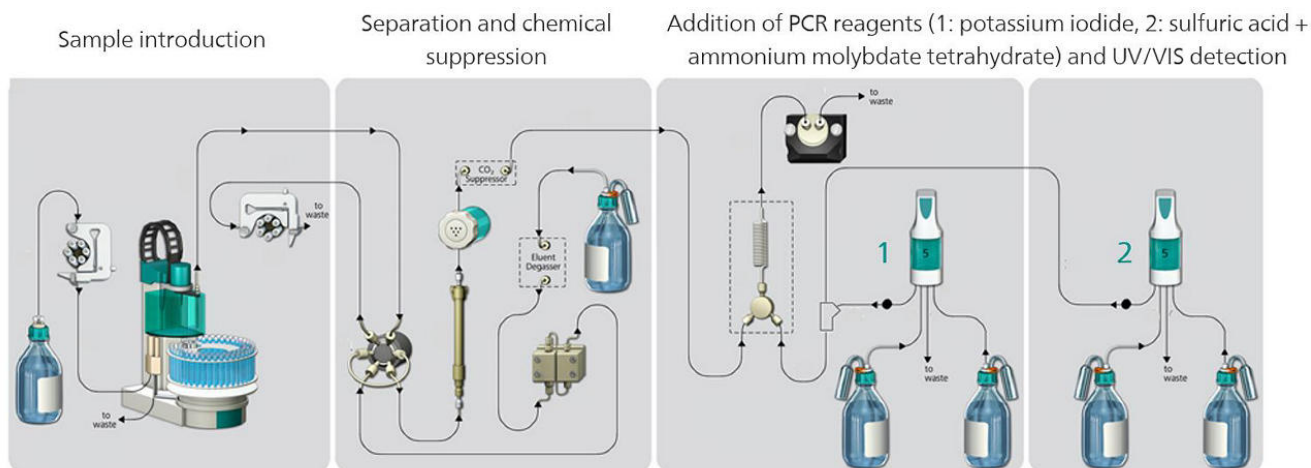 Sample introduction
Separation and chemical
suppression
Addition of PCR reagents (1: potassium iodide, 2: sulfuric acid +
ammonium molybdate tetrahydrate) and UV/VIS detection
to
waste
to
waste
CO₂
Suppressor
Eluent
Degasser
to
waste
1
5
to
waste
2
5
to
waste